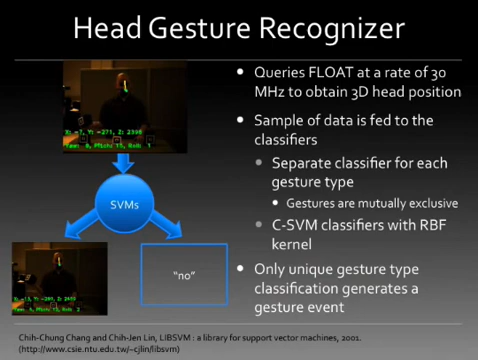 Head Gesture Recognizer
• Queries FLOAT at a rate of 30
MHz to obtain 3D head position
• Sample of data is fed to the
classifiers
• Separate classifier for each
gesture type
• Gestures are mutually exclusive
• C-SVM classifiers with RBF
kernel
• Only unique gesture type
classification generates a
gesture event
SVMs
"no"
Chih-Chung Chang and Chih-Jen Lin, LIBSVM : a library for support vector machines, 2001.
(http://www.csie.ntu.edu.tw/~cjlin/libsvm)